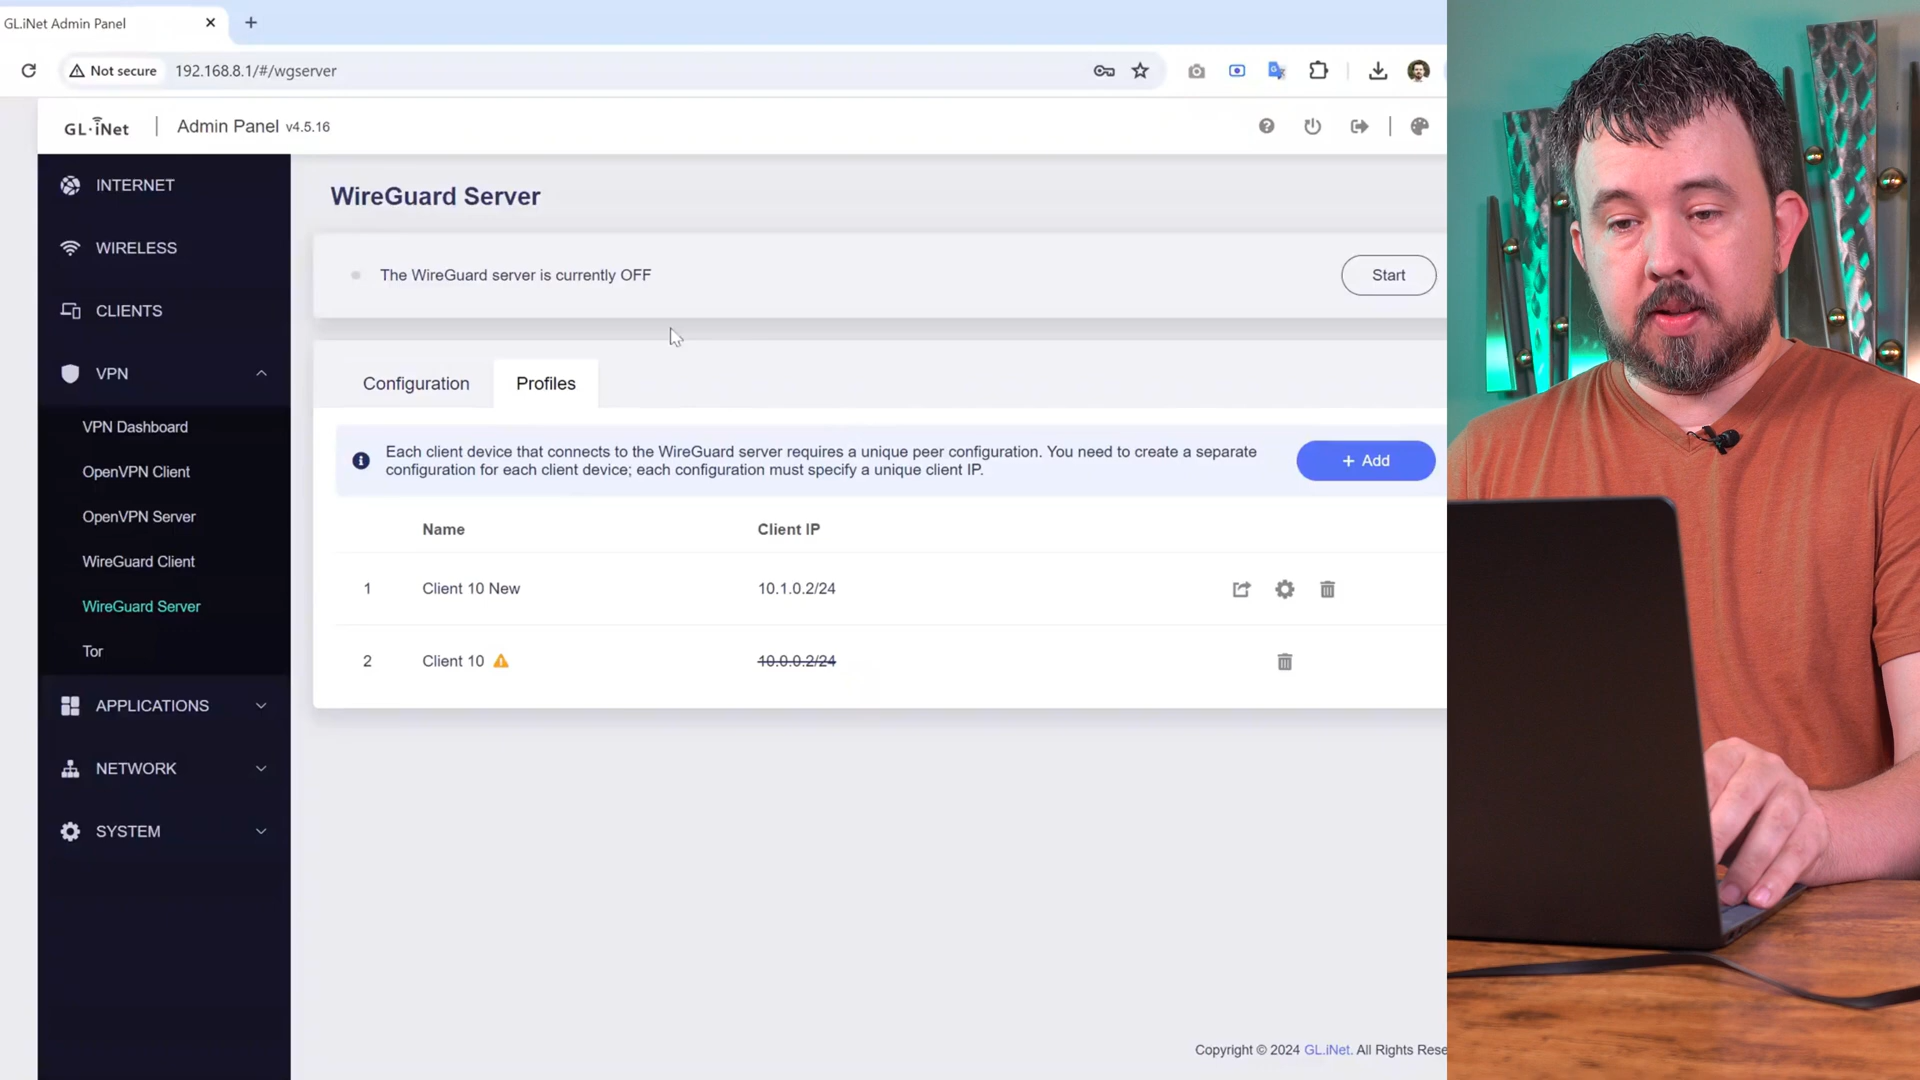 GL.iNet Admin Panel
Not secure
192.168.8.1/#/wgserver
GL·iNet
Admin Panel v4.5.16
INTERNET
WIRELESS
CLIENTS
VPN
VPN Dashboard
OpenVPN Client
OpenVPN Server
WireGuard Client
WireGuard Server
Tor
APPLICATIONS
NETWORK
SYSTEM
WireGuard Server
The WireGuard server is currently OFF
Start
Configuration
Profiles
Each client device that connects to the WireGuard server requires a unique peer configuration. You need to create a separate
configuration for each client device; each configuration must specify a unique client IP.
+ Add
Name Client IP
1 Client 10 New 10.1.0.2/24
2 Client 10 10.0.0.2/24
Copyright © 2024 GL.iNet. All Rights Rese